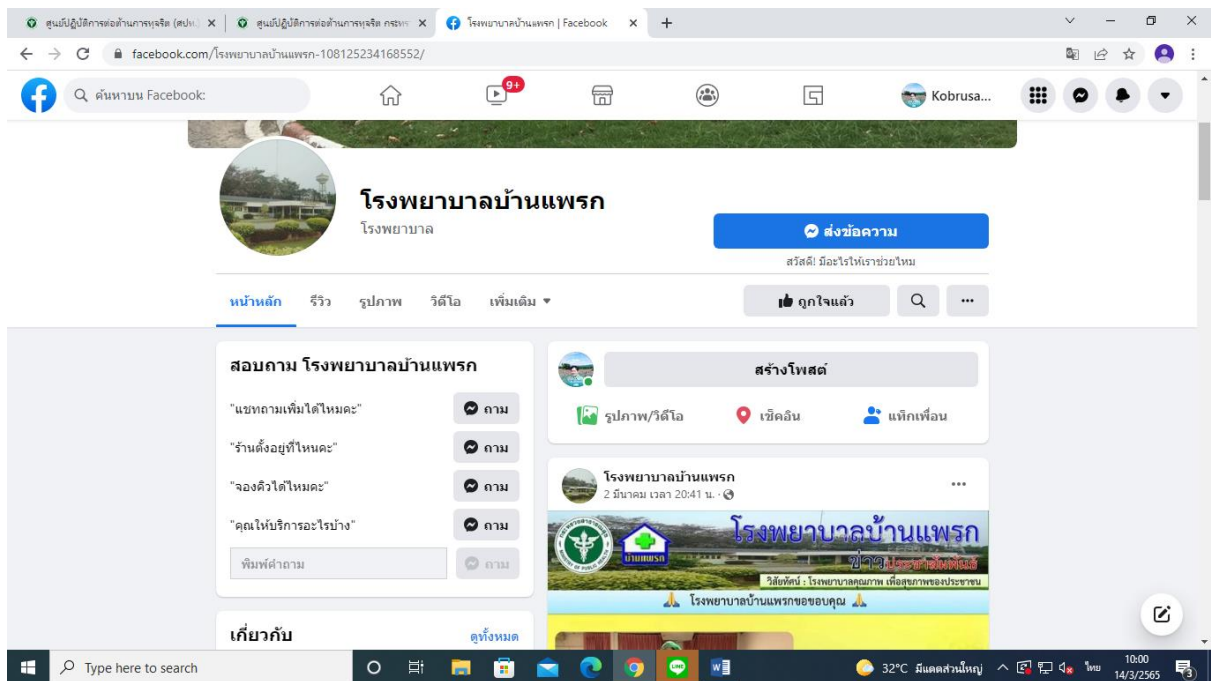 ศูนย์ปฏิบัติการต่อต้านการทุจริต (ศปท.)
ศูนย์ปฏิบัติการต่อต้านการทุจริต กระทร
โรงพยาบาลบ้านแพรก | Facebook
facebook.com/โรงพยาบาลบ้านแพรก-108125234168552/
ค้นหาบน Facebook:
9+
Kobrusa...
โรงพยาบาลบ้านแพรก
โรงพยาบาล
ส่งข้อความ
สวัสดี! มีอะไรให้เราช่วยไหม
หน้าหลัก รีวิว รูปภาพ วิดีโอ เพิ่มเติม
ถูกใจแล้ว
สอบถาม โรงพยาบาลบ้านแพรก
"แชทถามเพิ่มได้ไหมคะ" ถาม
"ร้านตั้งอยู่ที่ไหนคะ" ถาม
"จองคิวได้ไหมคะ" ถาม
"คุณให้บริการอะไรบ้าง" ถาม
พิมพ์คำถาม ถาม
เกี่ยวกับ ดูทั้งหมด
สร้างโพสต์
รูปภาพ/วิดีโอ เช็คอิน แท็กเพื่อน
โรงพยาบาลบ้านแพรก
2 มีนาคม เวลา 20:41 น. ·
โรงพยาบาลบ้านแพรก
บ้านแพรก
ข่าวประชาสัมพันธ์
วิสัยทัศน์ : โรงพยาบาลคุณภาพ เพื่อสุขภาพของประชาชน
โรงพยาบาลบ้านแพรกขอขอบคุณ
Type here to search
LINE
32°C มีแดดส่วนใหญ่
ไทย
10:00
14/3/2565
3